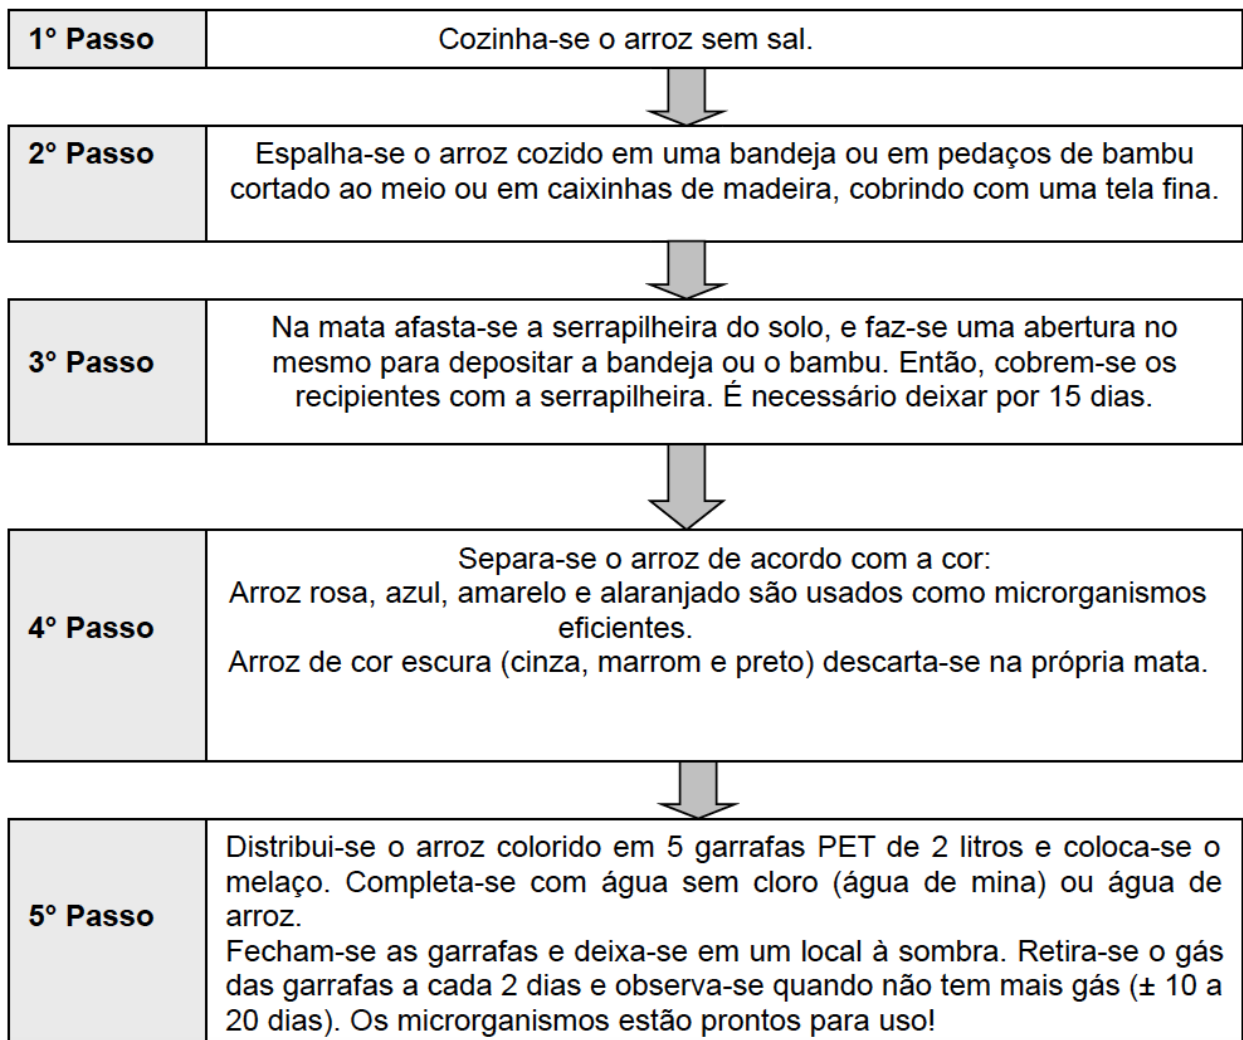 1° Passo
Cozinha-se o arroz sem sal.
2° Passo
Espalha-se o arroz cozido em uma bandeja ou em pedaços de bambu
cortado ao meio ou em caixinhas de madeira, cobrindo com uma tela fina.
3° Passo
Na mata afasta-se a serrapilheira do solo, e faz-se uma abertura no
mesmo para depositar a bandeja ou o bambu. Então, cobrem-se os
recipientes com a serrapilheira. É necessário deixar por 15 dias.
4° Passo
Separa-se o arroz de acordo com a cor:
Arroz rosa, azul, amarelo e alaranjado são usados como microrganismos
eficientes.
Arroz de cor escura (cinza, marrom e preto) descarta-se na própria mata.
5° Passo
Distribui-se o arroz colorido em 5 garrafas PET de 2 litros e coloca-se o
melaço. Completa-se com água sem cloro (água de mina) ou água de
arroz.
Fecham-se as garrafas e deixa-se em um local à sombra. Retira-se o gás
das garrafas a cada 2 dias e observa-se quando não tem mais gás (± 10 a
20 dias). Os microrganismos estão prontos para uso!